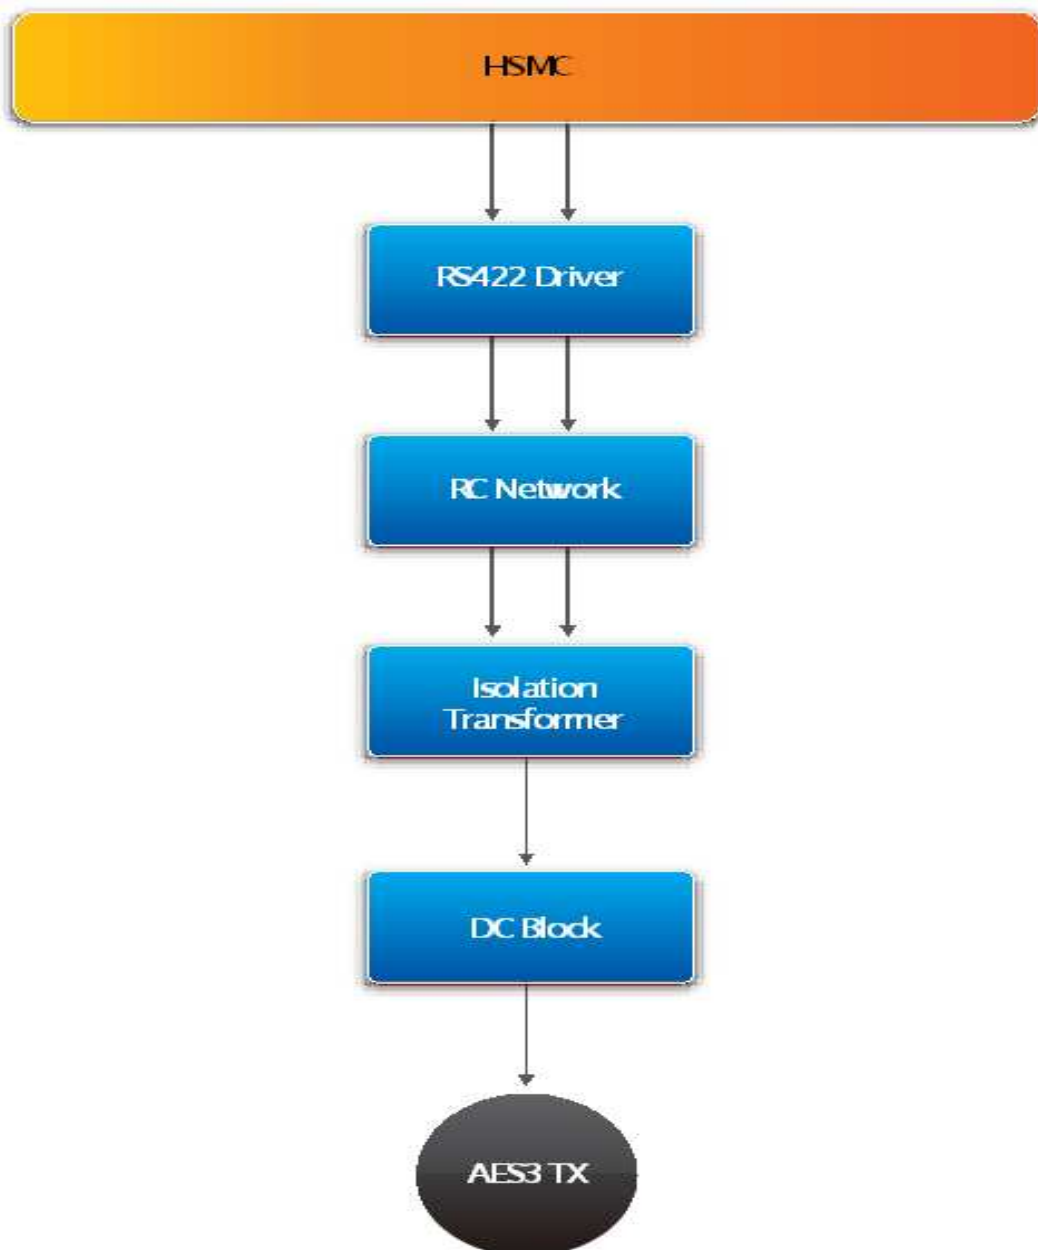 HSMC
RS422 Driver
RC Network
Isolation
Transformer
DC Block
AES3 TX